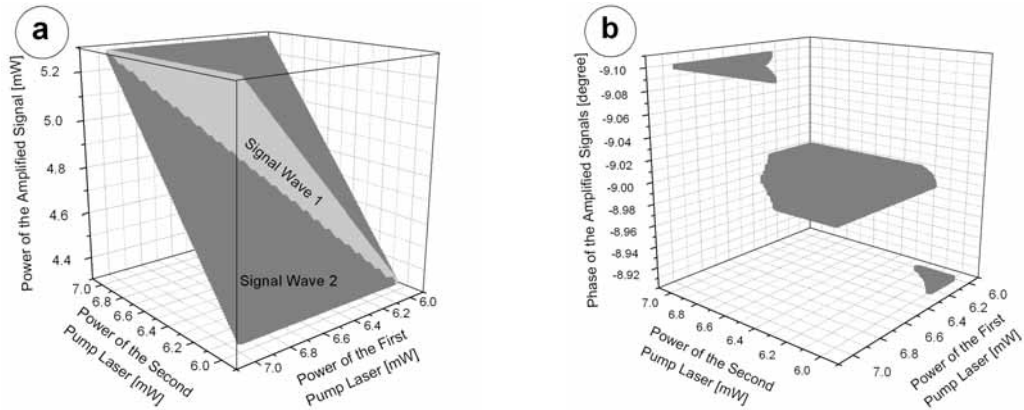 a
Power of the Amplified Signal [mW]
5.2
5.0
4.8
4.6
4.4
7.0
6.8
6.6
6.4
6.2
6.0
Power of the Second
Pump Laser [mW]
7.0
6.8
6.6
6.4
6.2
6.0
Power of the First
Pump Laser [mW]
Signal Wave 1
Signal Wave 2
b
Phase of the Amplified Signals [degree]
-9.10
-9.08
-9.06
-9.04
-9.02
-9.00
-8.98
-8.96
-8.94
-8.92
7.0
6.8
6.6
6.4
6.2
6.0
Power of the Second
Pump Laser [mW]
7.0
6.8
6.6
6.4
6.2
6.0
Power of the First
Pump Laser [mW]